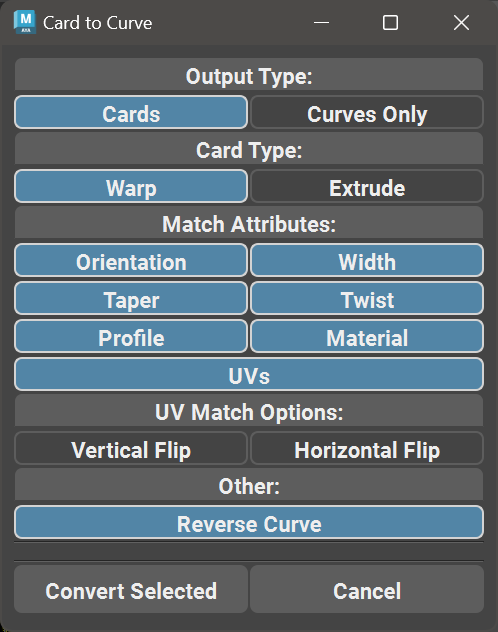 Card to Curve
Output Type:
Cards Curves Only
Card Type:
Warp Extrude
Match Attributes:
Orientation Width
Taper Twist
Profile Material
UVs
UV Match Options:
Vertical Flip Horizontal Flip
Other:
Reverse Curve
Convert Selected Cancel